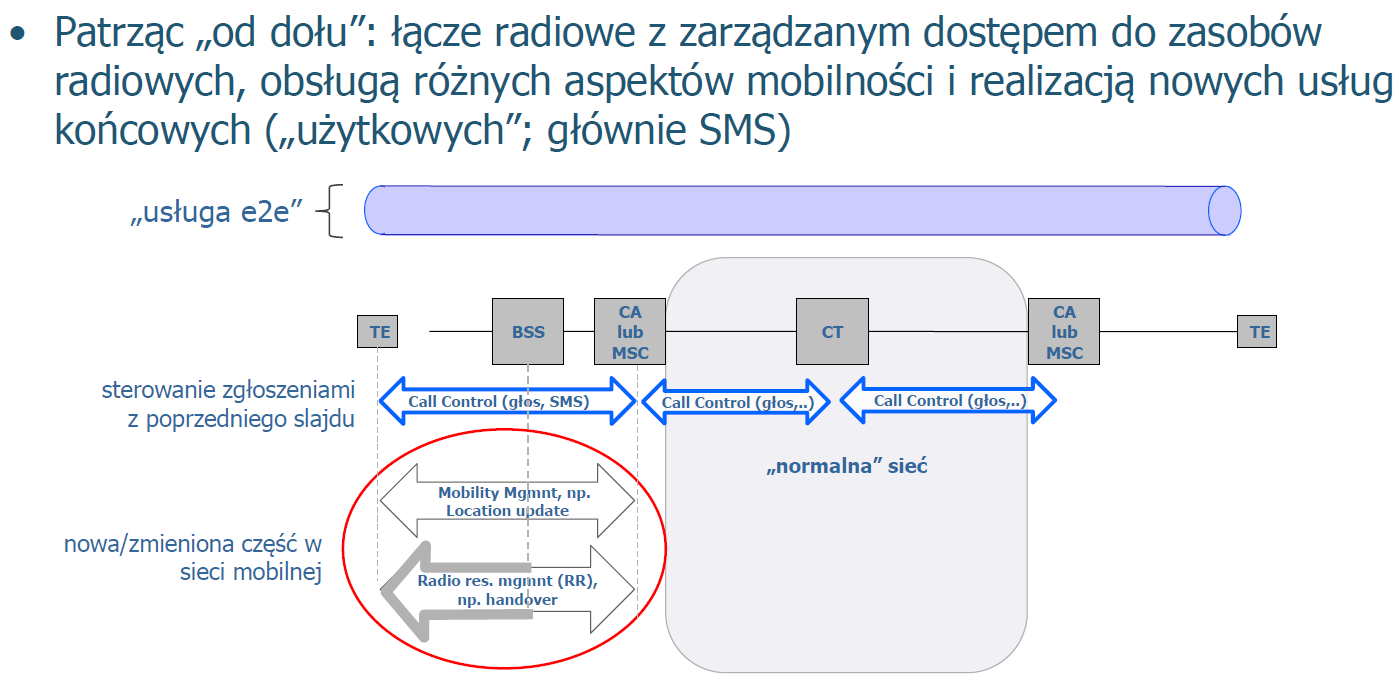 • Patrząc „od dołu”: łącze radiowe z zarządzanym dostępem do zasobów
radiowych, obsługą różnych aspektów mobilności i realizacją nowych usług
końcowych („użytkowych”; głównie SMS)
„usługa e2e”
TE
BSS
CA
lub
MSC
CT
CA
lub
MSC
TE
sterowanie zgłoszeniami
z poprzedniego slajdu
Call Control (głos, SMS)
Call Control (głos,..)
Call Control (głos,..)
„normalna” sieć
nowa/zmieniona część w
sieci mobilnej
Mobility Mgmnt, np.
Location update
Radio res. mgmnt (RR),
np. handover